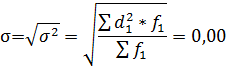 σ=√σ² = √(∑ d₁² * f₁ / ∑ f₁) = 0,00